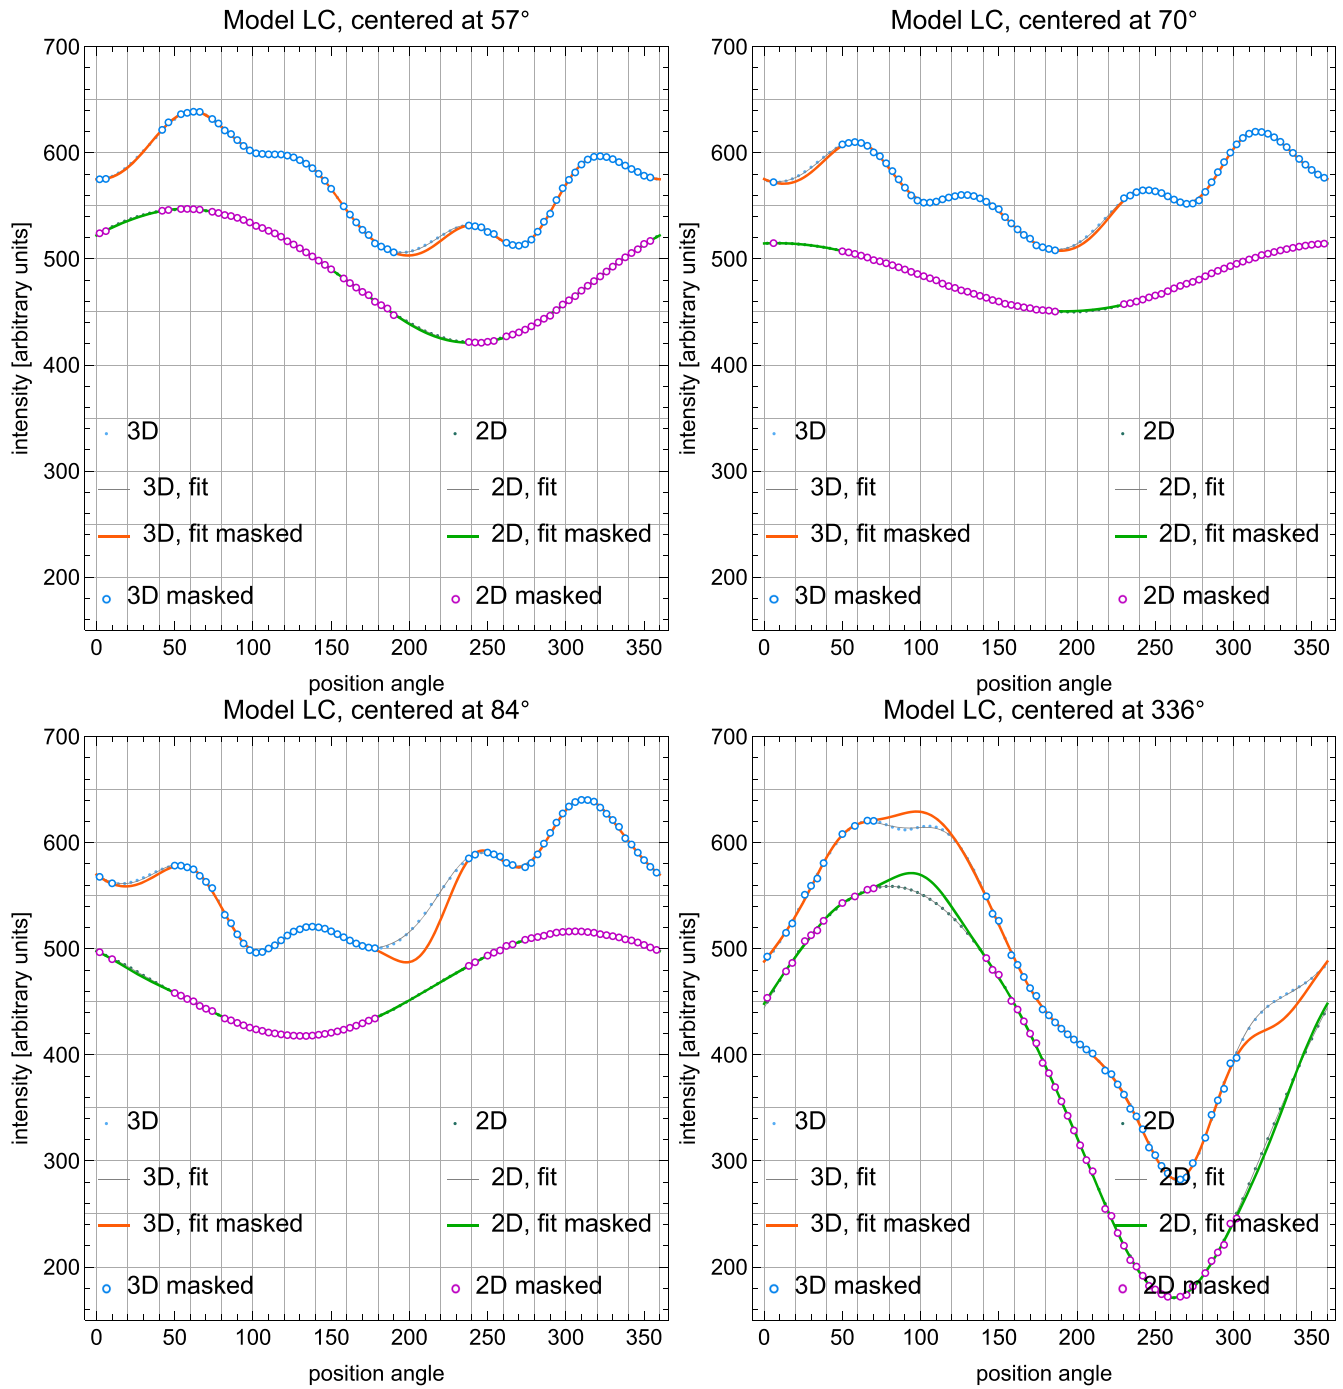 Model LC, centered at 57°
700
600
500
400
300
200
intensity [arbitrary units]
3D
2D
3D, fit
2D, fit
3D, fit masked
2D, fit masked
3D masked
2D masked
0 50 100 150 200 250 300 350
position angle
Model LC, centered at 70°
700
600
500
400
300
200
intensity [arbitrary units]
3D
2D
3D, fit
2D, fit
3D, fit masked
2D, fit masked
3D masked
2D masked
0 50 100 150 200 250 300 350
position angle
Model LC, centered at 84°
700
600
500
400
300
200
intensity [arbitrary units]
3D
2D
3D, fit
2D, fit
3D, fit masked
2D, fit masked
3D masked
2D masked
0 50 100 150 200 250 300 350
position angle
Model LC, centered at 336°
700
600
500
400
300
200
intensity [arbitrary units]
3D
2D
3D, fit
2D, fit
3D, fit masked
2D, fit masked
3D masked
2D masked
0 50 100 150 200 250 300 350
position angle